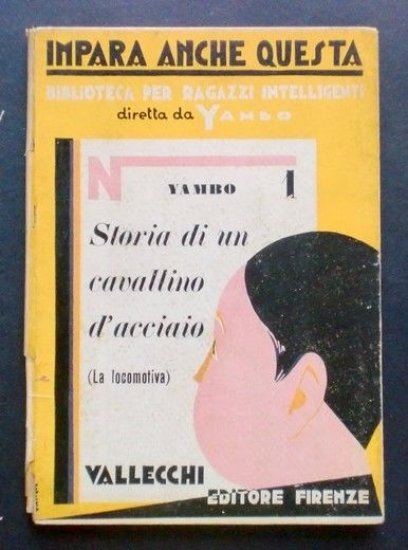 IMPARA ANCHE QUESTA
BIBLIOTECA PER RAGAZZI INTELLIGENTI
diretta da YAMBO
N 1
YAMBO
Storia di un
cavallino
d'acciaio
(La locomotiva)
VALLECCHI
EDITORE FIRENZE